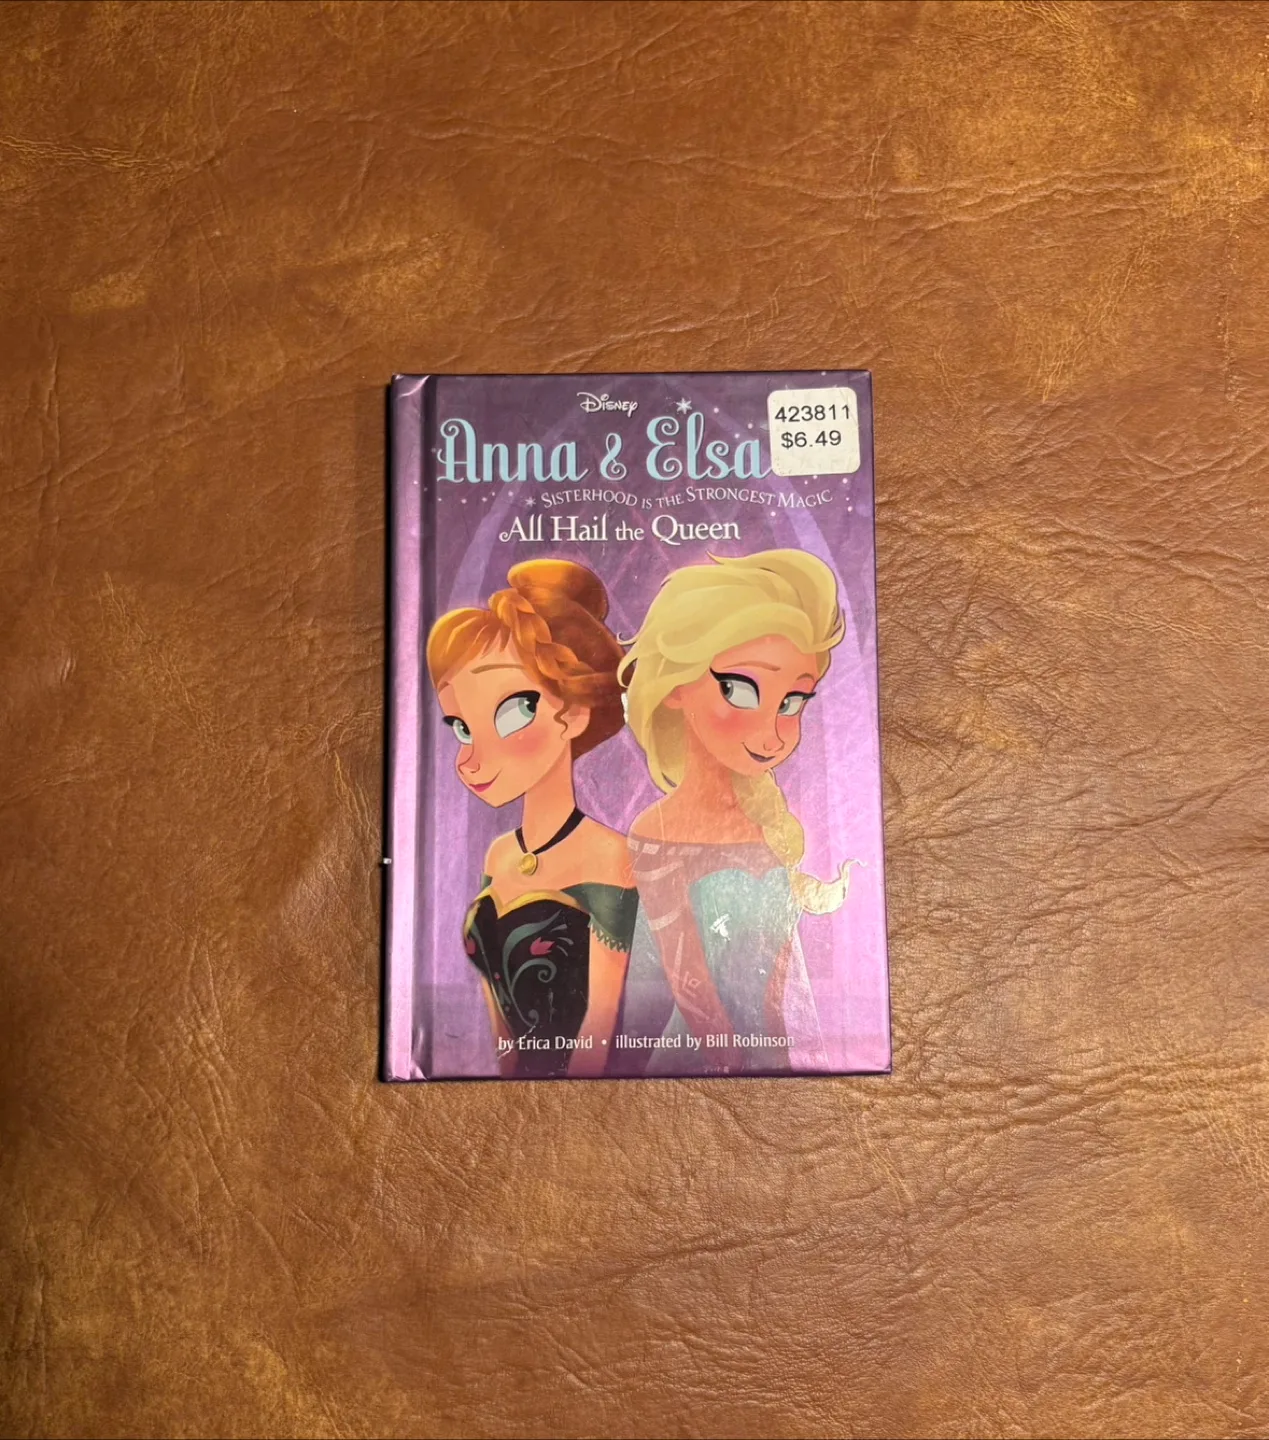 Disney
Anna & Elsa
Sisterhood is the Strongest Magic
All Hail the Queen
423811
$6.49
by Erica David • illustrated by Bill Robinson